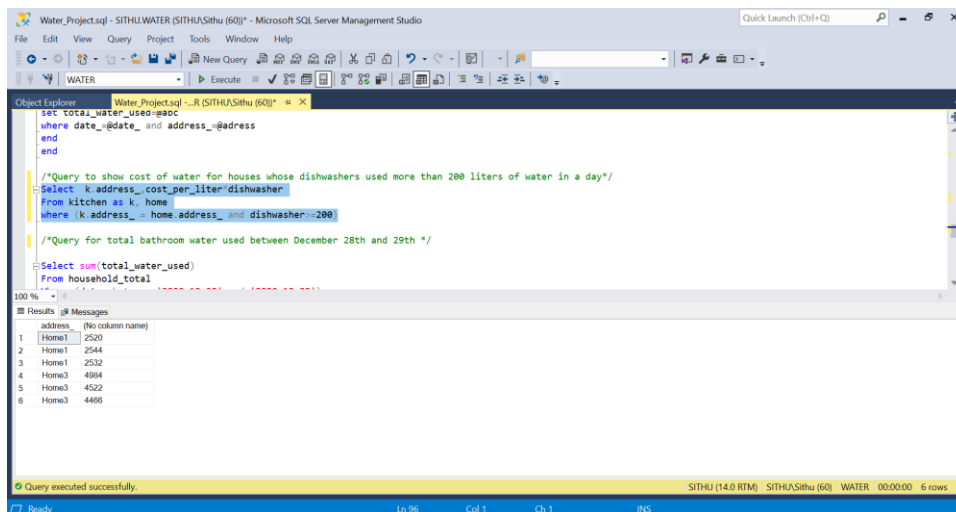 Water_Project.sql - SITHU.WATER (SITHU\Sithu (60))* - Microsoft SQL Server Management Studio
Quick Launch (Ctrl+Q)
File Edit View Query Project Tools Window Help
New Query
WATER
Execute
Object Explorer
Water_Project.sql -...R (SITHU\Sithu (60))*
set total_water_used=@abc
where date_=@date_ and address_=@adress
end
end
/*Query to show cost of water for houses whose dishwashers used more than 200 liters of water in a day*/
Select k.address_,cost_per_liter*dishwasher
From kitchen as k, home
where (k.address_ = home.address_ and dishwasher>=200)
/*Query for total bathroom water used between December 28th and 29th */
Select sum(total_water_used)
From household_total
100 %
Results Messages
address_ (No column name)
1 Home1 2520
2 Home1 2544
3 Home1 2532
4 Home3 4984
5 Home3 4522
6 Home3 4466
Query executed successfully.
SITHU (14.0 RTM) SITHU\Sithu (60) WATER 00:00:00 6 rows
Ready Ln 96 Col 1 Ch 1 INS